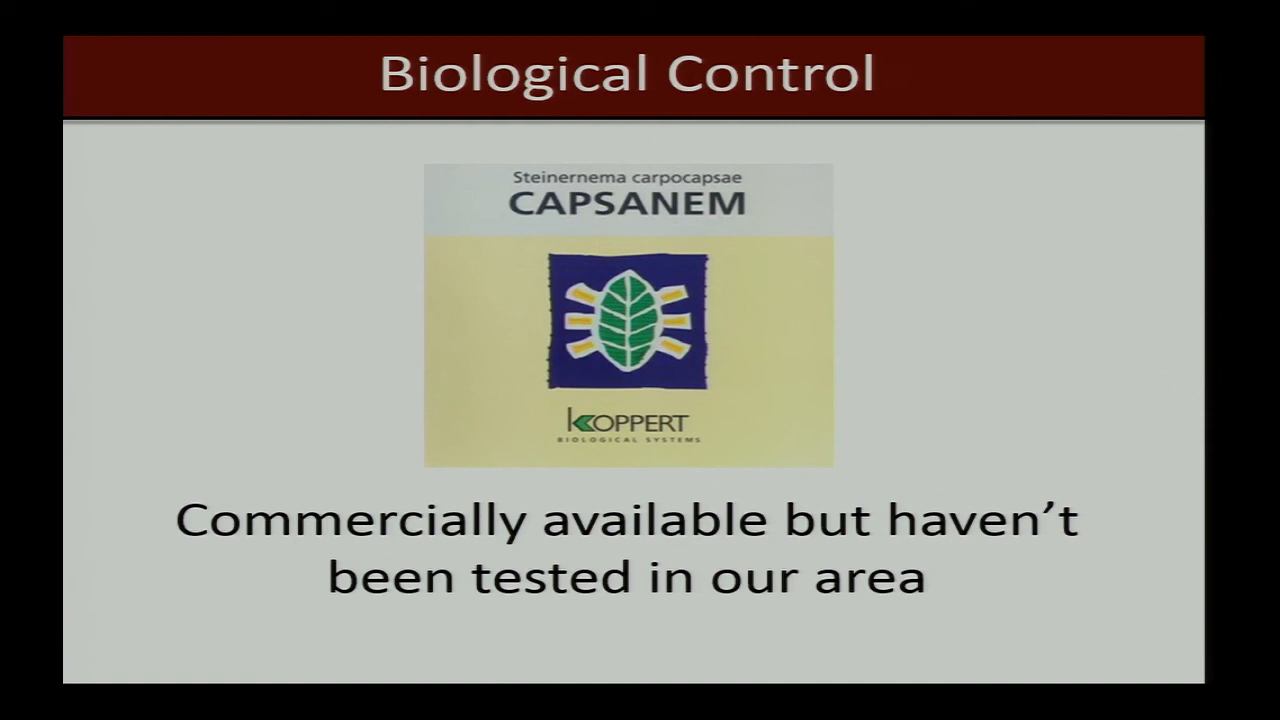 Biological Control
Steinernema carpocapsae
CAPSANEM
KOPPERT
BIOLOGICAL SYSTEMS
Commercially available but haven’t
been tested in our area